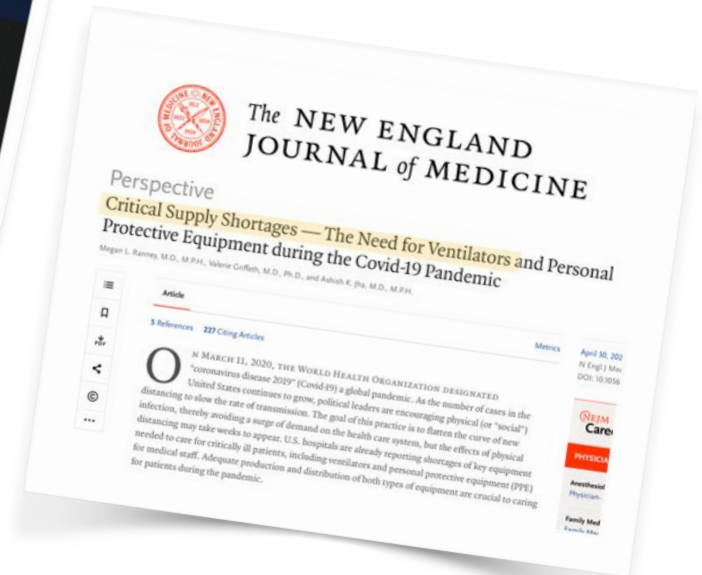 The NEW ENGLAND
JOURNAL of MEDICINE
Perspective
Critical Supply Shortages — The Need for Ventilators and Personal
Protective Equipment during the Covid-19 Pandemic
Megan L. Ranney, M.D., M.P.H., Valerie Griffeth, M.D., Ph.D., and Ashish K. Jha, M.D., M.P.H.
Article
5 References 227 Citing Articles
Metrics
ON MARCH 11, 2020, THE WORLD HEALTH ORGANIZATION DESIGNATED
"coronavirus disease 2019" (Covid-19) a global pandemic. As the number of cases in the
United States continues to grow, political leaders are encouraging physical (or "social")
distancing to slow the rate of transmission. The goal of this practice is to flatten the curve of new
infection, thereby avoiding a surge of demand on the health care system, but the effects of physical
distancing may take weeks to appear. U.S. hospitals are already reporting shortages of key equipment
needed to care for critically ill patients, including ventilators and personal protective equipment (PPE)
for medical staff. Adequate production and distribution of both types of equipment are crucial to caring
for patients during the pandemic.
PDF
April 30, 202
N Engl J Me
DOI: 10.1056
NEJM
Care
PHYSICIA
Anesthesiol
Physician-
Family Med